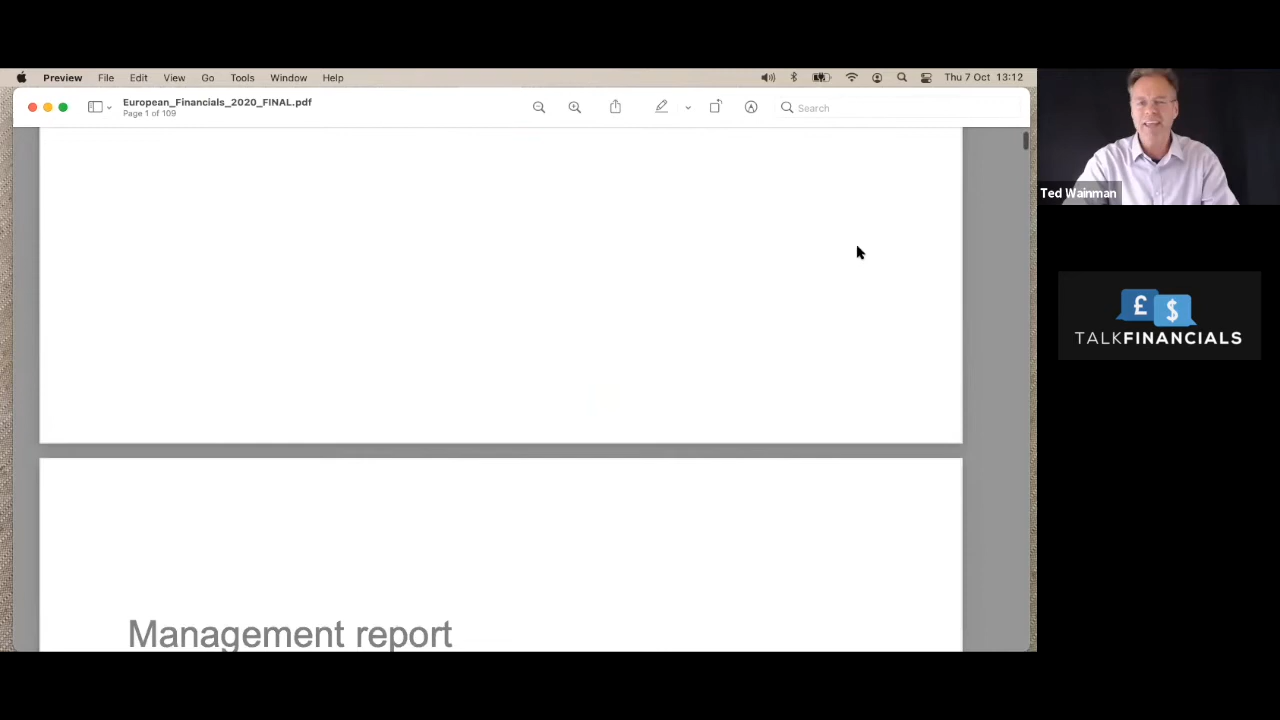 Preview File Edit View Go Tools Window Help Thu 7 Oct 13:12
European_Financials_2020_FINAL.pdf
Page 1 of 109
Search
Ted Wainman
£ $
TALKFINANCIALS
Management report